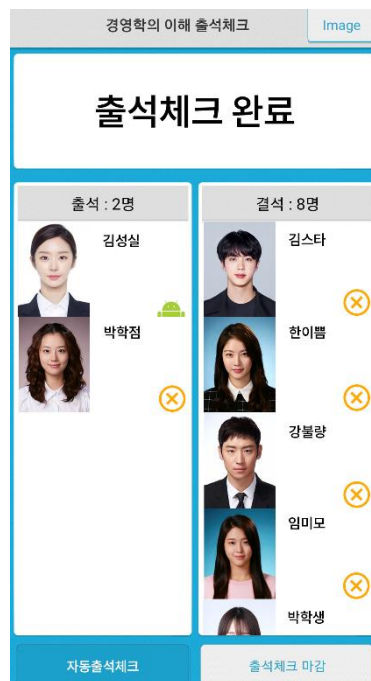 경영학의 이해 출석체크
Image
출석체크 완료
출석 : 2명
김성실
박학점
결석 : 8명
김스타
한이쁨
강불량
임미모
박학생
자동출석체크
출석체크 마감